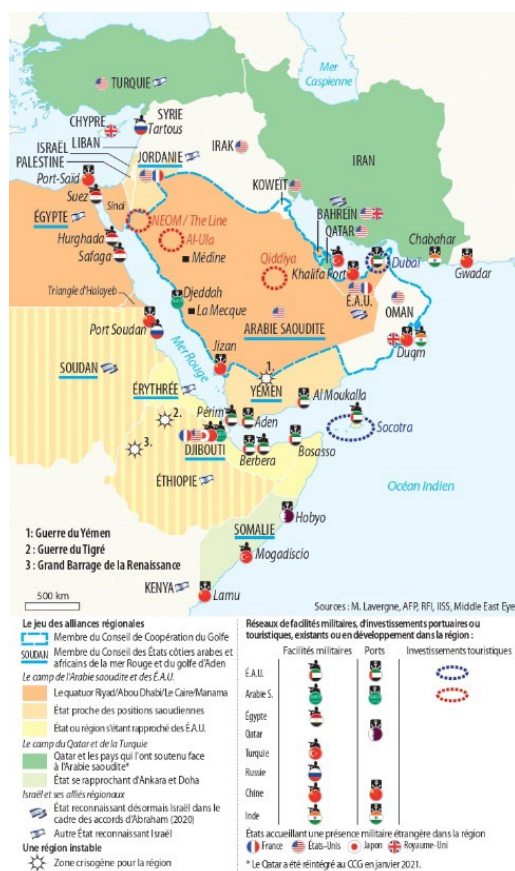 Mer
Caspienne
TURQUIE
CHYPRE
SYRIE
Tartous
ISRAËL
LIBAN
PALESTINE
IRAK
IRAN
JORDANIE
Port-Saïd
KOWEÏT
Suez
Sinaï
BAHREIN
ÉGYPTE
NEOM / The Line
QATAR
Al-Ula
Chabahar
Hurghada
Qiddiya
Dubaï
Safaga
Médine
Khalifa Port
Gwadar
É.A.U.
Triangle d'Halayeb
Djeddah
OMAN
La Mecque
ARABIE SAOUDITE
Port Soudan
Duqm
Mer Rouge
Jizan
SOUDAN
1.
ÉRYTHRÉE
YÉMEN
Al Moukalla
2.
Périm
Aden
3.
Socotra
DJIBOUTI
Bosasso
Berbera
ÉTHIOPIE
Océan Indien
Hobyo
1: Guerre du Yémen
SOMALIE
2 : Guerre du Tigré
3 : Grand Barrage de la Renaissance
Mogadiscio
KENYA
500 km
Lamu
Sources : M. Lavergne, AFP, RFI, IISS, Middle East Eye
Le jeu des alliances régionales
Membre du Conseil de Coopération du Golfe
SOUDAN
Membre du Conseil des États côtiers arabes et
africains de la mer Rouge et du golfe d'Aden
Le camp de l'Arabie saoudite et des É.A.U.
Le quatuor Riyad/Abou Dhabi/Le Caire/Manama
État proche des positions saoudiennes
État ou région s'étant rapproché des É.A.U.
Le camp du Qatar et de la Turquie
Qatar et les pays qui l'ont soutenu face
à l'Arabie saoudite*
État se rapprochant d'Ankara et Doha
Israël et ses alliés régionaux
État reconnaissant désormais Israël dans le
cadre des accords d'Abraham (2020)
Autre État reconnaissant Israël
Une région instable
Zone crisogène pour la région
Réseaux de facilités militaires, d'investissements portuaires ou
touristiques, existants ou en développement dans la région :
Facilités militaires
Ports
Investissements touristiques
É.A.U.
Arabie S.
Égypte
Qatar
Turquie
Russie
Chine
Inde
États accueillant une présence militaire étrangère dans la région
France
États-Unis
Japon
Royaume-Uni
* Le Qatar a été réintégré au CCG en janvier 2021.